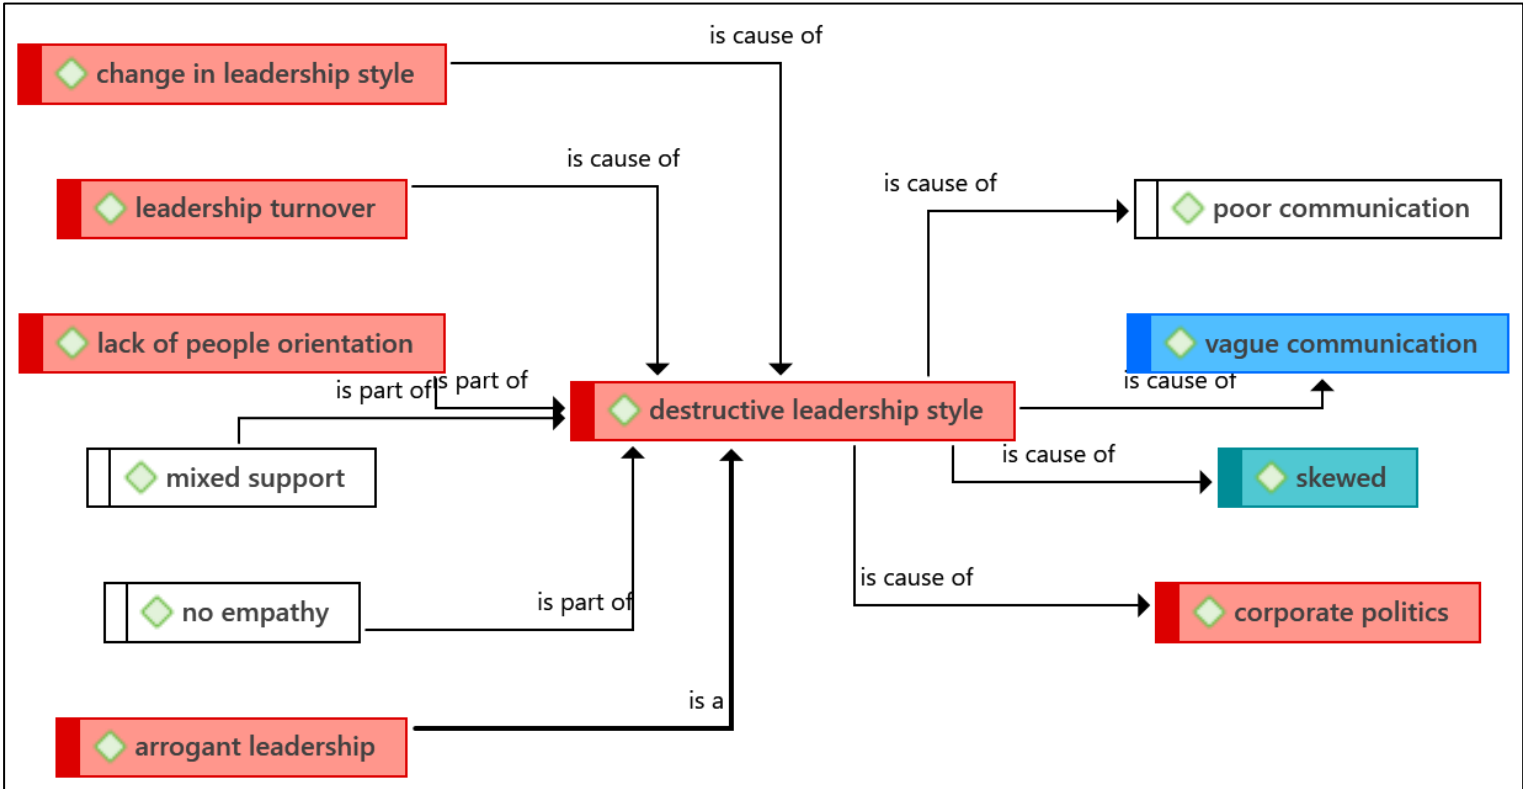 is cause of
change in leadership style
is cause of
leadership turnover
is cause of
poor communication
lack of people orientation
vague communication
is part of
is part of
is cause of
destructive leadership style
is cause of
mixed support
skewed
is cause of
no empathy
is part of
corporate politics
is a
arrogant leadership